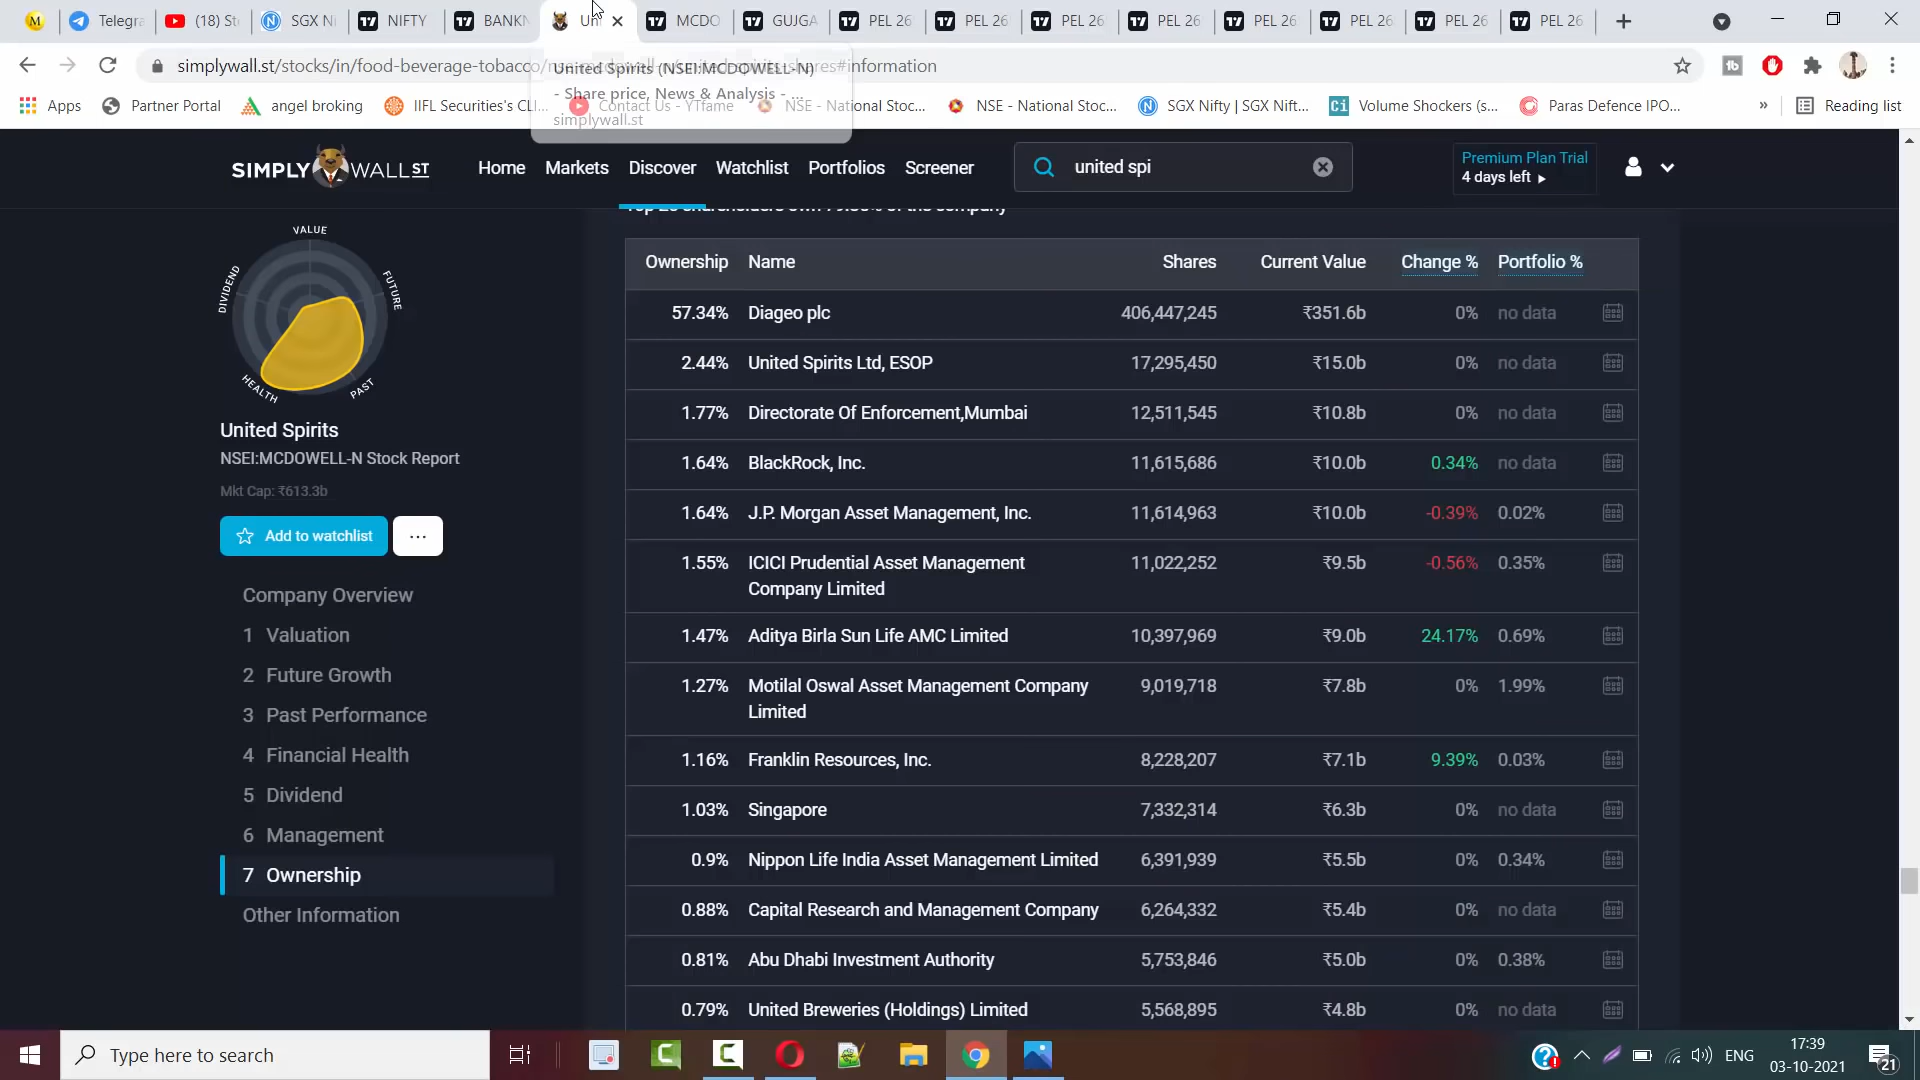 Telegra
(18) St
SGX Ni
NIFTY
BANKN
Un
MCDO
GUJGA
PEL 26
PEL 26
PEL 26
PEL 26
PEL 26
PEL 26
PEL 26
PEL 26
simplywall.st/stocks/in/food-beverage-tobacco/ #information
United Spirits (NSEI:MCDOWELL-N)
- Share price, News & Analysis - ...
simplywall.st
Apps
Partner Portal
angel broking
IIFL Securities's CLI...
Contact Us - YTfame
NSE - National Stoc...
NSE - National Stoc...
SGX Nifty | SGX Nift...
Volume Shockers (s...
Paras Defence IPO...
»
Reading list
SIMPLY WALL ST
Home
Markets
Discover
Watchlist
Portfolios
Screener
united spi
Premium Plan Trial
4 days left ▶
VALUE
FUTURE
PAST
HEALTH
DIVIDEND
United Spirits
NSEI:MCDOWELL-N Stock Report
Mkt Cap: ₹613.3b
Add to watchlist
...
Company Overview
1 Valuation
2 Future Growth
3 Past Performance
4 Financial Health
5 Dividend
6 Management
7 Ownership
Other Information
Ownership Name Shares Current Value Change % Portfolio %
57.34% Diageo plc 406,447,245 ₹351.6b 0% no data
2.44% United Spirits Ltd, ESOP 17,295,450 ₹15.0b 0% no data
1.77% Directorate Of Enforcement,Mumbai 12,511,545 ₹10.8b 0% no data
1.64% BlackRock, Inc. 11,615,686 ₹10.0b 0.34% no data
1.64% J.P. Morgan Asset Management, Inc. 11,614,963 ₹10.0b -0.39% 0.02%
1.55% ICICI Prudential Asset Management 11,022,252 ₹9.5b -0.56% 0.35%
Company Limited
1.47% Aditya Birla Sun Life AMC Limited 10,397,969 ₹9.0b 24.17% 0.69%
1.27% Motilal Oswal Asset Management Company 9,019,718 ₹7.8b 0% 1.99%
Limited
1.16% Franklin Resources, Inc. 8,228,207 ₹7.1b 9.39% 0.03%
1.03% Singapore 7,332,314 ₹6.3b 0% no data
0.9% Nippon Life India Asset Management Limited 6,391,939 ₹5.5b 0% 0.34%
0.88% Capital Research and Management Company 6,264,332 ₹5.4b 0% no data
0.81% Abu Dhabi Investment Authority 5,753,846 ₹5.0b 0% 0.38%
0.79% United Breweries (Holdings) Limited 5,568,895 ₹4.8b 0% no data
Type here to search
ENG
17:39
03-10-2021
21